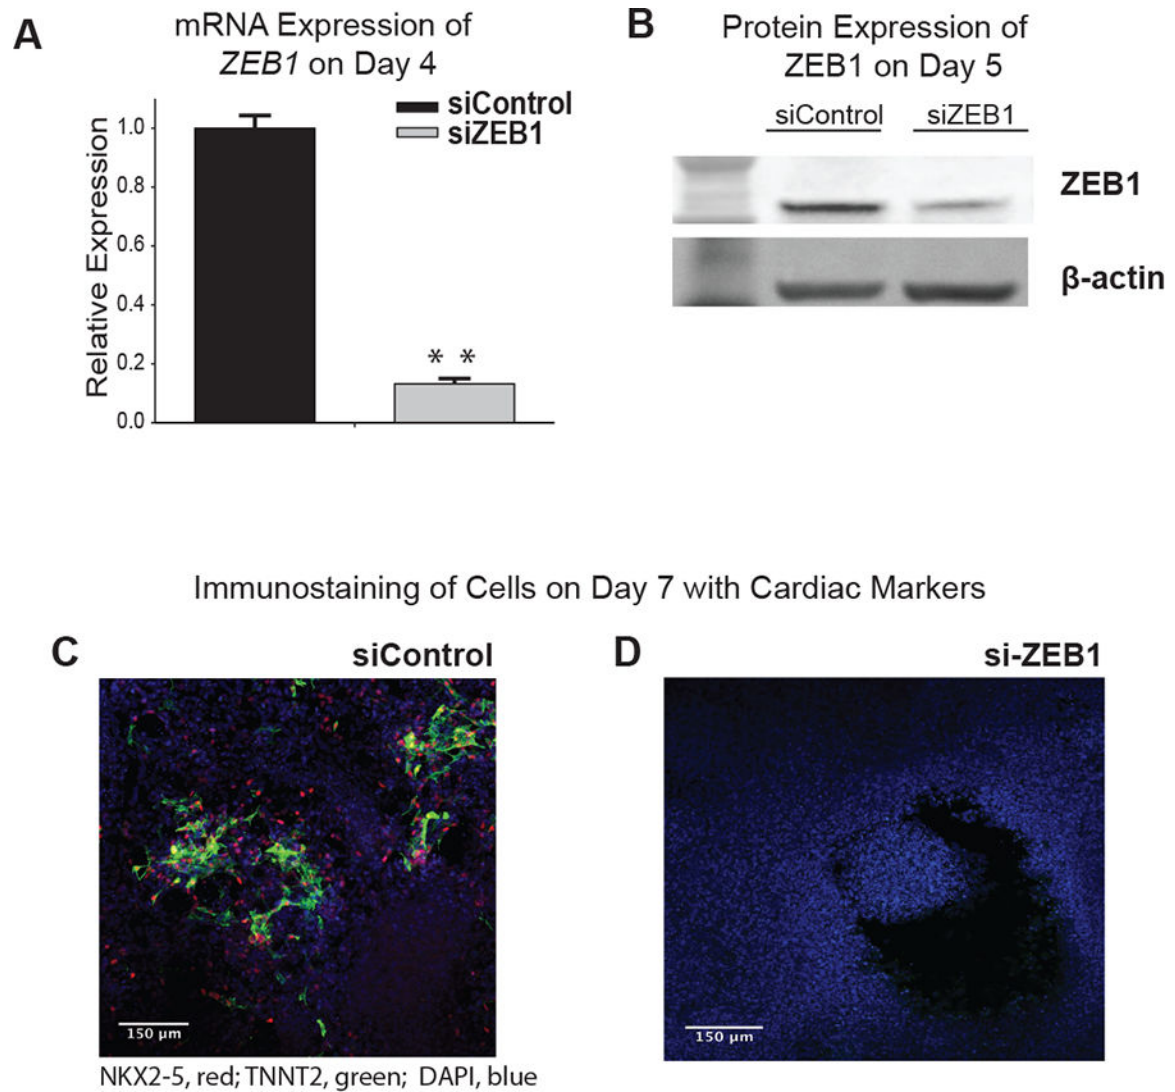 A
mRNA Expression of
ZEB1 on Day 4
siControl
siZEB1
Relative Expression
1.0
0.8
0.6
0.4
0.2
0.0
* *
B
Protein Expression of
ZEB1 on Day 5
siControl siZEB1
ZEB1
β-actin
Immunostaining of Cells on Day 7 with Cardiac Markers
C
siControl
150 µm
NKX2-5, red; TNNT2, green; DAPI, blue
D
si-ZEB1
150 µm